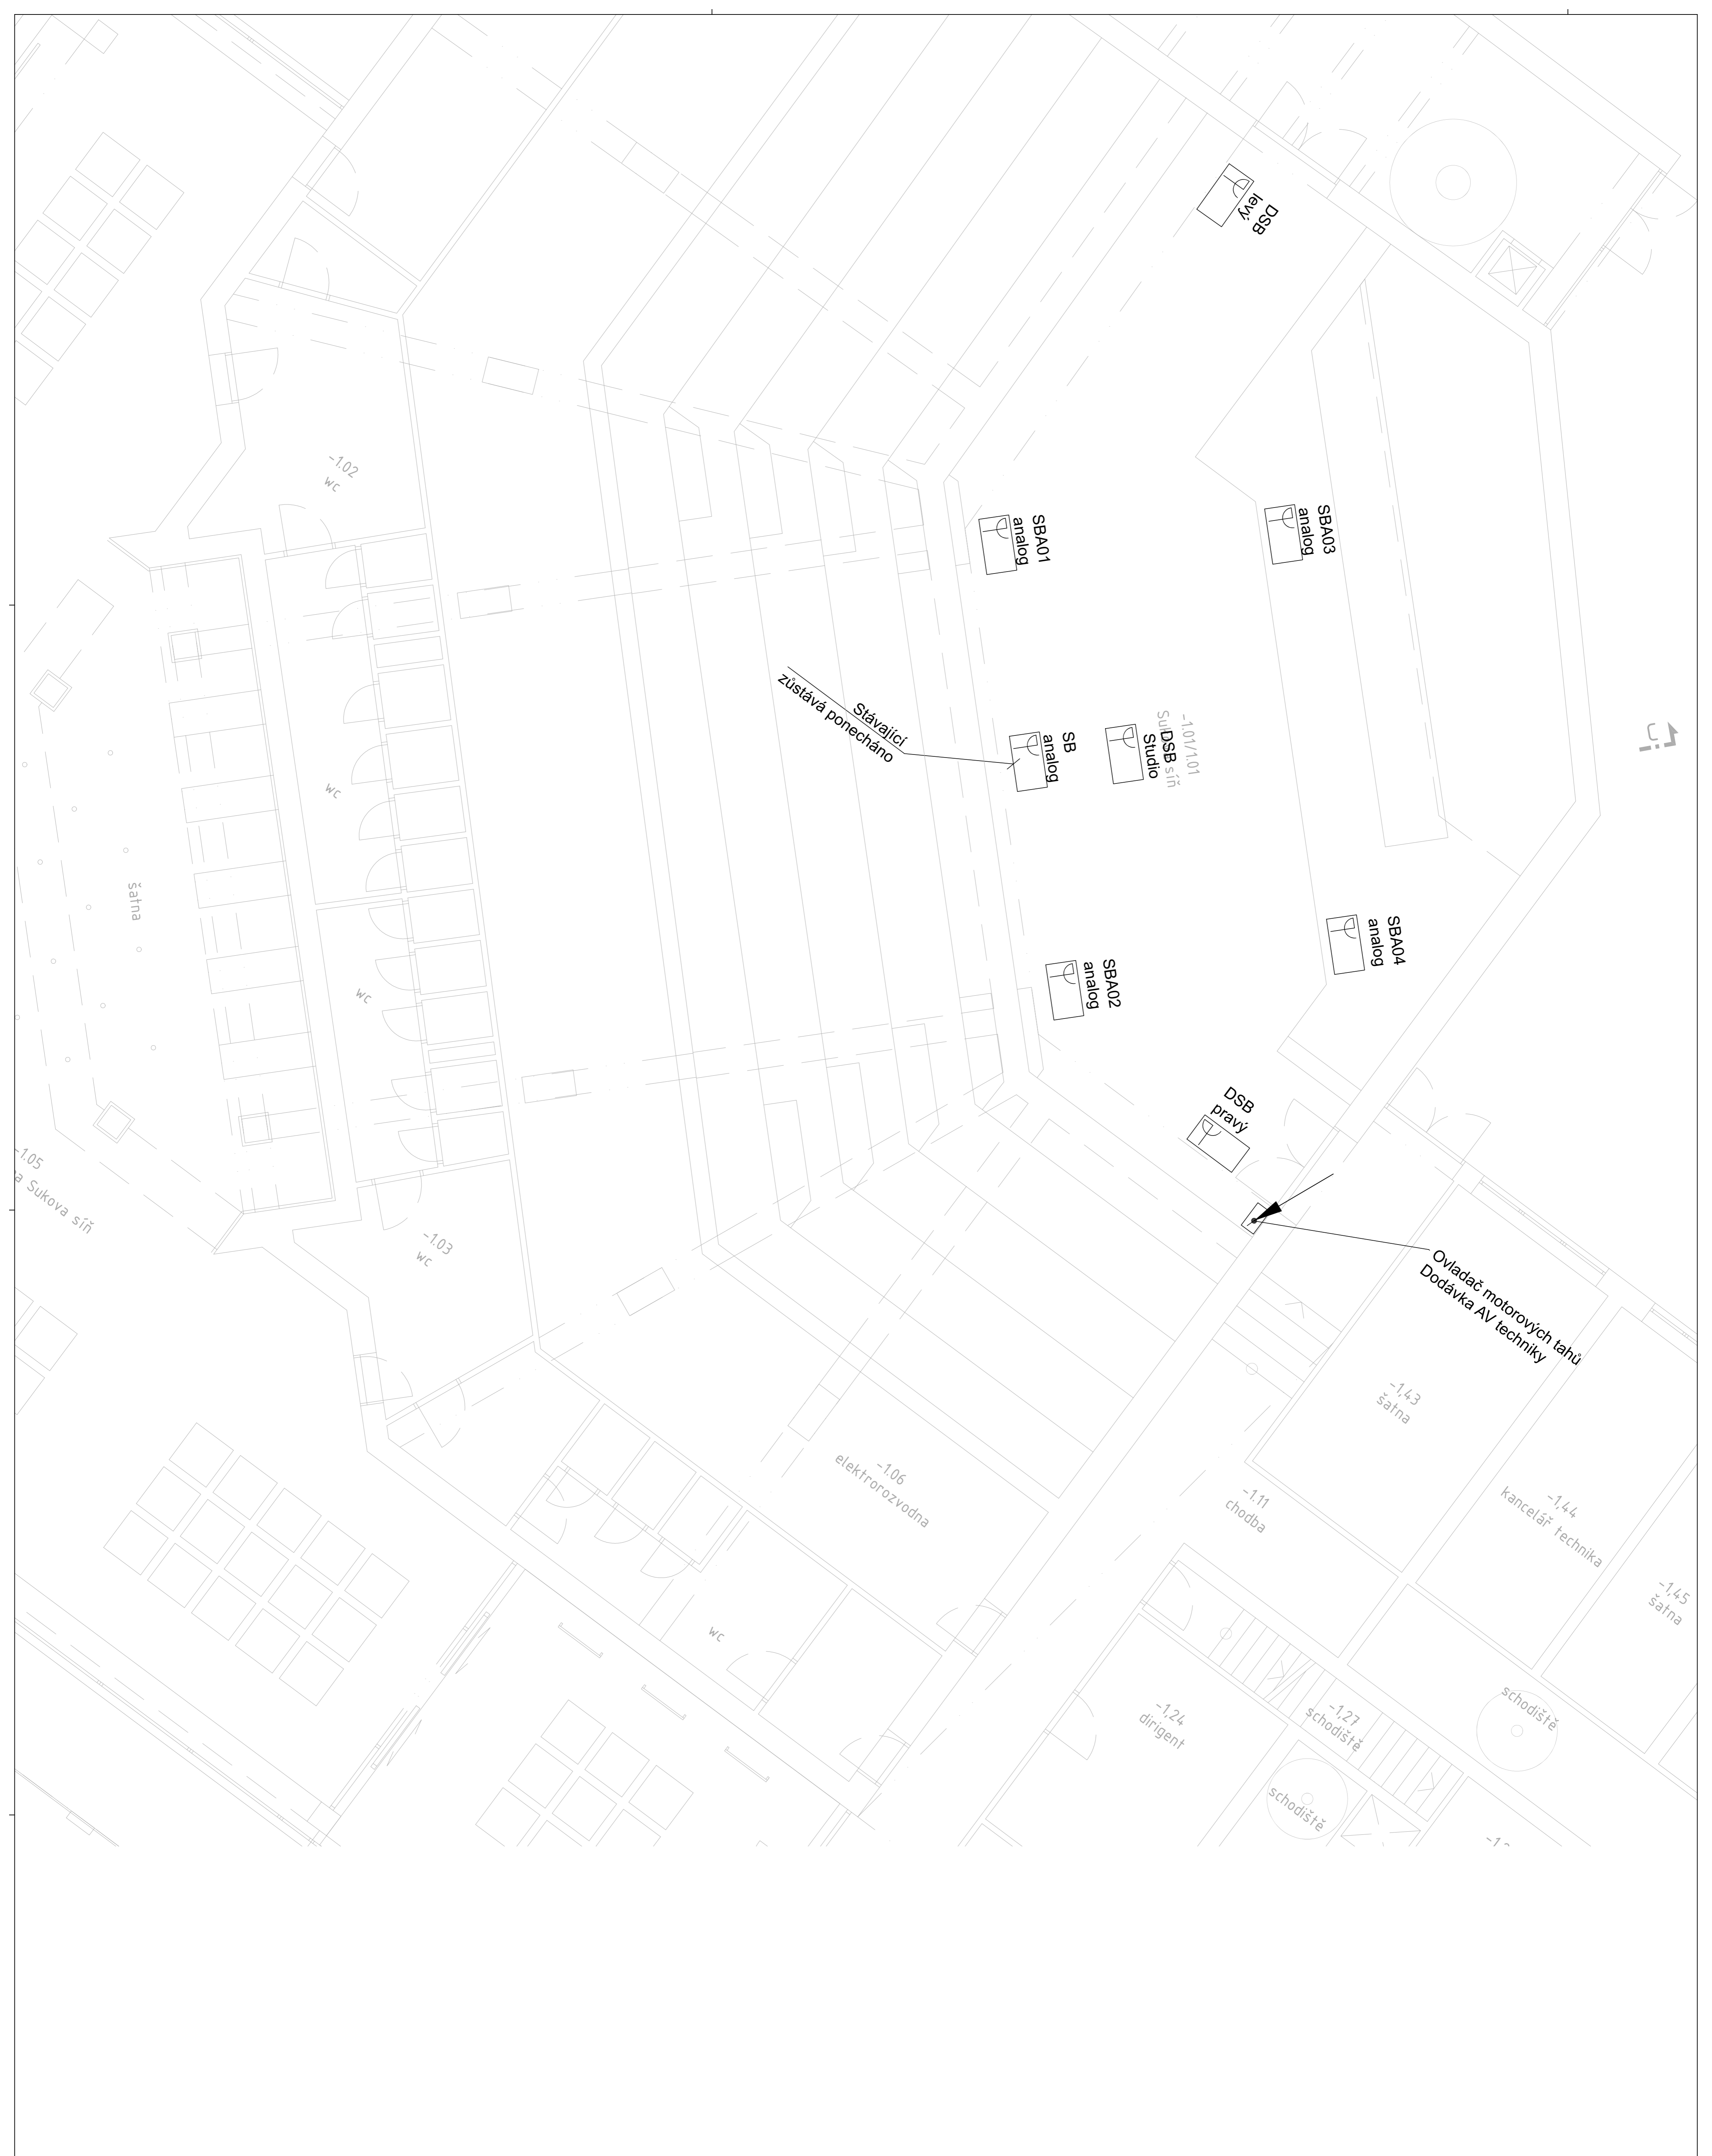 DSB
levý
SBA01
analog
SBA03
analog
-1.02
wc
Stávající
zůstává ponecháno
SB
analog
DSB
Studio
-1.01/1.01
síň
wc
šatna
SBA04
analog
SBA02
analog
wc
DSB
pravý
-1.05
a Sukova síň
-1.03
wc
Ovladač motorových tahů
Dodávka AV techniky
-1,43
šatna
-1.06
elektrorozvodna
-1.11
chodba
-1,44
kancelář technika
-1,45
šatna
wc
-1,24
dirigent
-1,27
schodiště
schodiště
schodiště